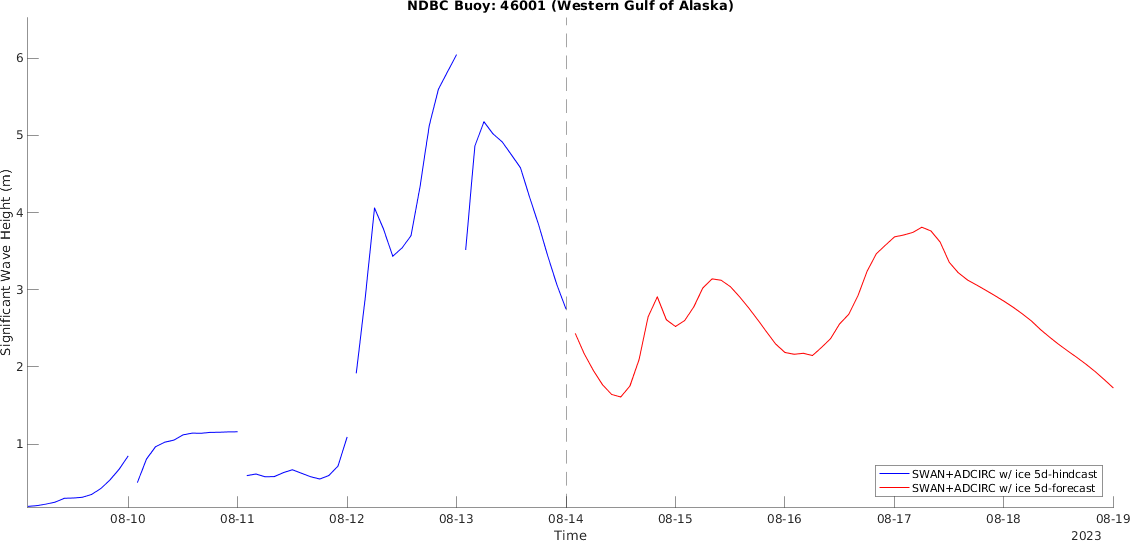 NDBC Buoy: 46001 (Western Gulf of Alaska)
6
5
4
3
2
1
Significant Wave Height (m)
SWAN+ADCIRC w/ ice 5d-hindcast
SWAN+ADCIRC w/ ice 5d-forecast
08-10 08-11 08-12 08-13 08-14 08-15 08-16 08-17 08-18 08-19
Time
2023